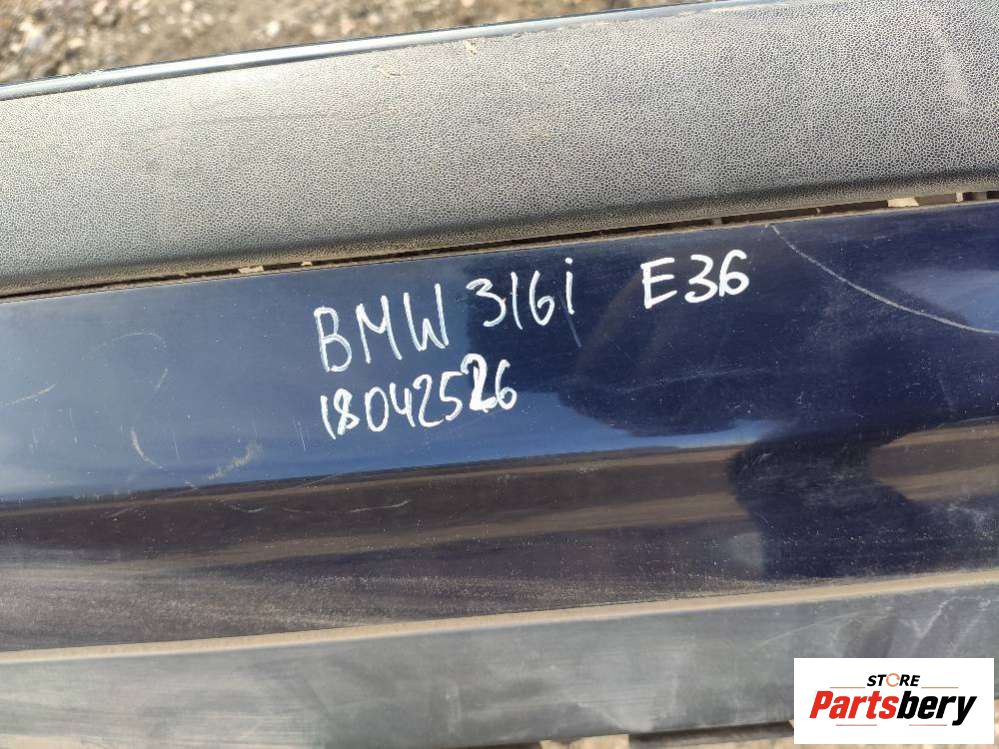 BMW 316i E36
18042526
STORE
Partsbery